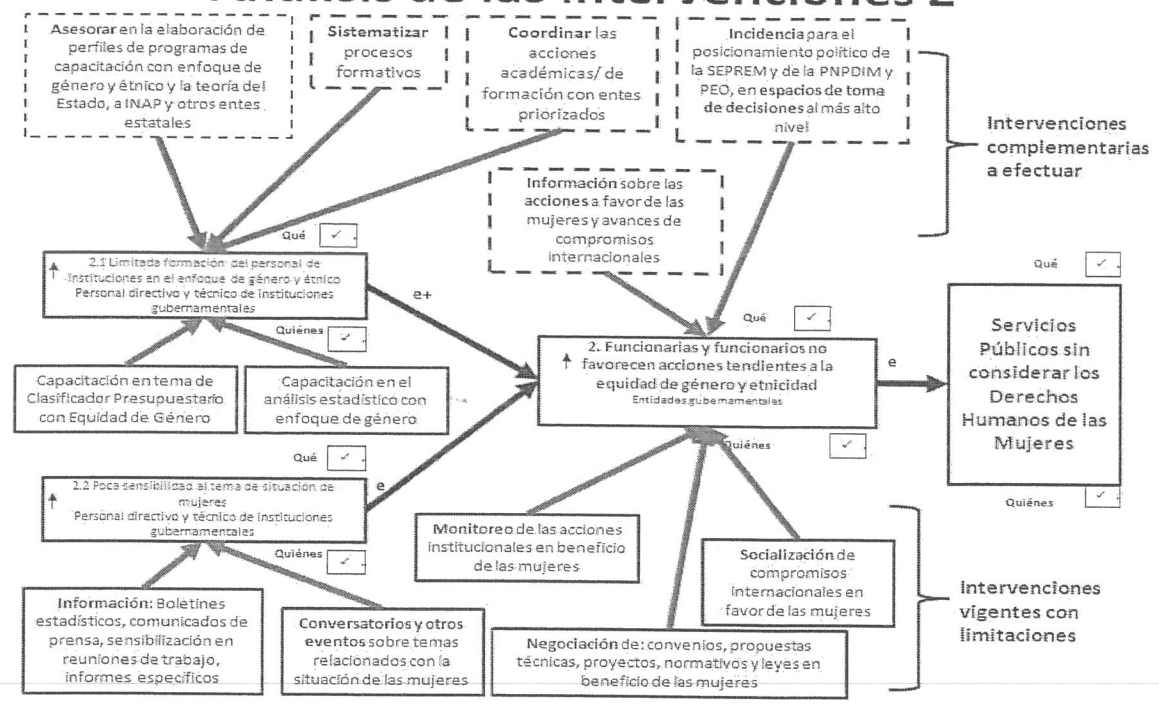 Análisis de las Intervenciones 2
Asesorar en la elaboración de
perfiles de programas de
capacitación con enfoque de
género y étnico y la teoría del
Estado, a INAP y otros entes
estatales
Sistematizar
procesos
formativos
Coordinar las
acciones
académicas/ de
formación con entes
priorizados
Incidencia para el
posicionamiento político de
la SEPREM y de la PNPDIM y
PEO, en espacios de toma
de decisiones al más alto
nivel
Intervenciones
complementarias
a efectuar
Información sobre las
acciones a favor de las
mujeres y avances de
compromisos
internacionales
Qué
2.1 Limitada formación del personal de
Instituciones en el enfoque de género y étnico
Personal directivo y técnico de instituciones
gubernamentales
Quiénes
e+
Capacitación en tema de
Clasificador Presupuestario
con Equidad de Género
Capacitación en el
análisis estadístico con
enfoque de género
Qué
2. Funcionarias y funcionarios no
favorecen acciones tendientes a la
equidad de género y etnicidad
Entidades gubernamentales
Quiénes
e
Qué
Servicios
Públicos sin
considerar los
Derechos
Humanos de las
Mujeres
Quiénes
Qué
2.2 Poca sensibilidad al tema de situación de
mujeres
Personal directivo y técnico de instituciones
gubernamentales
Quiénes
e
Información: Boletines
estadísticos, comunicados de
prensa, sensibilización en
reuniones de trabajo,
informes específicos
Conversatorios y otros
eventos sobre temas
relacionados con la
situación de las mujeres
Monitoreo de las acciones
institucionales en beneficio
de las mujeres
Negociación de: convenios, propuestas
técnicas, proyectos, normativos y leyes en
beneficio de las mujeres
Socialización de
compromisos
internacionales en
favor de las mujeres
Intervenciones
vigentes con
limitaciones